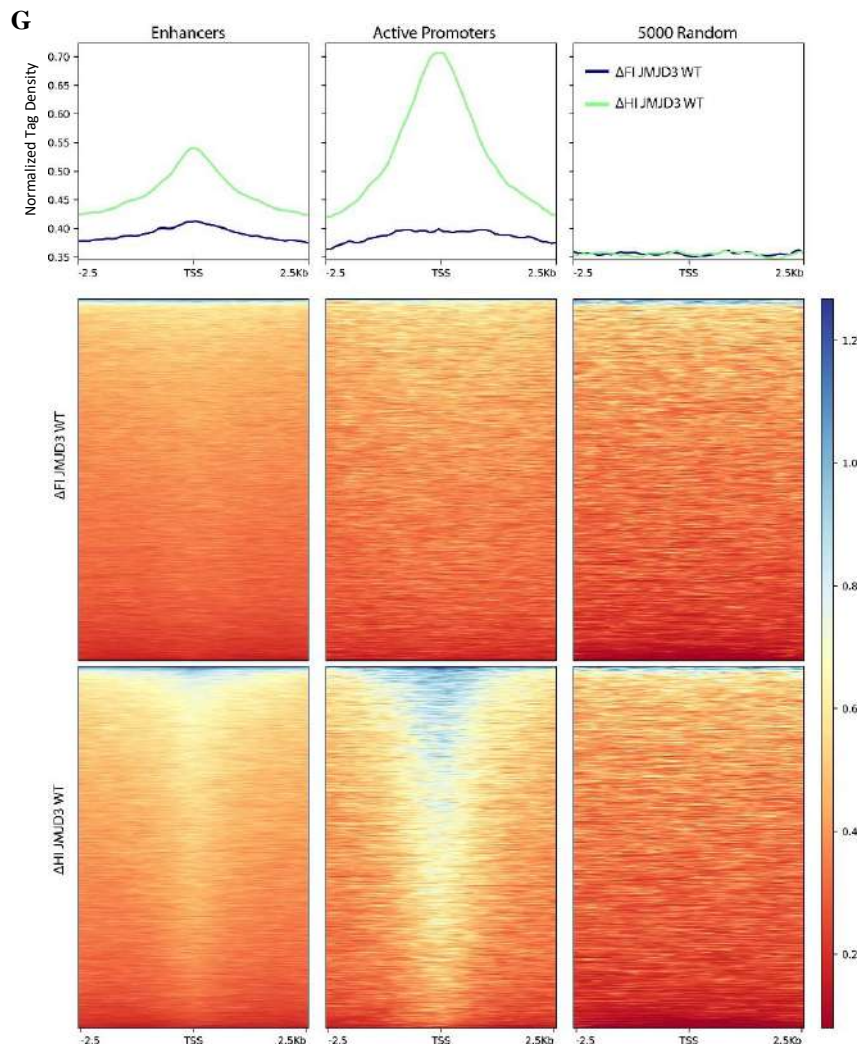 G
Enhancers
Active Promoters
5000 Random
Normalized Tag Density
0.70
0.65
0.60
0.55
0.50
0.45
0.40
0.35
ΔFI JMJD3 WT
ΔHI JMJD3 WT
-2.5 TSS 2.5Kb
-2.5 TSS 2.5Kb
-2.5 TSS 2.5Kb
ΔFI JMJD3 WT
ΔHI JMJD3 WT
1.2
1.0
0.8
0.6
0.4
0.2
-2.5 TSS 2.5Kb
-2.5 TSS 2.5Kb
-2.5 TSS 2.5Kb